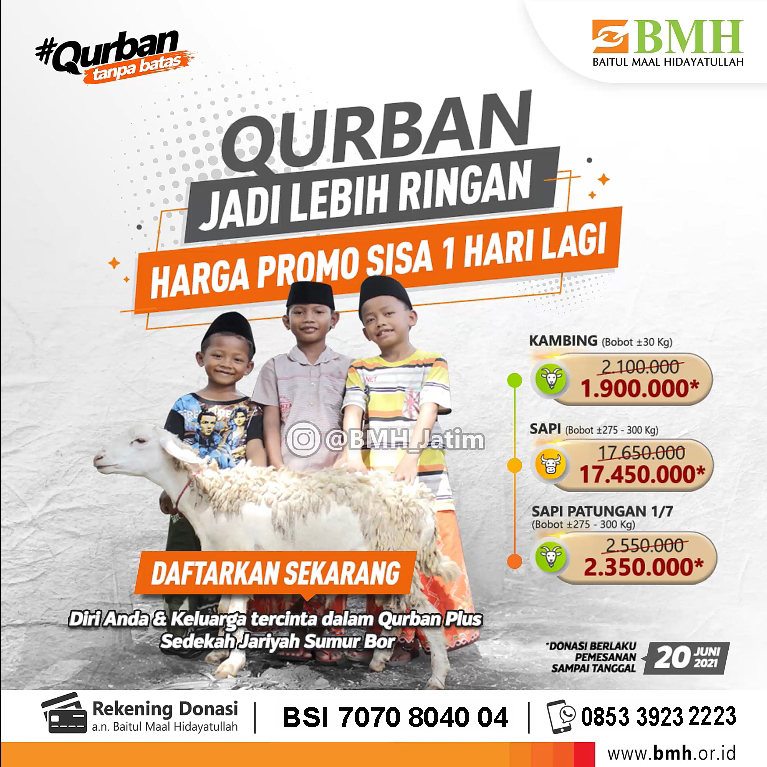 #Qurban
tanpa batas
BMH
BAITUL MAAL HIDAYATULLAH
QURBAN
JADI LEBIH RINGAN
HARGA PROMO SISA 1 HARI LAGI
KAMBING (Bobot ±30 Kg)
2.100.000
1.900.000*
SAPI (Bobot ±275 - 300 Kg)
17.650.000
17.450.000*
SAPI PATUNGAN 1/7
(Bobot ±275 - 300 Kg)
2.550.000
2.350.000*
@BMH_Jatim
DAFTARKAN SEKARANG
Diri Anda & Keluarga tercinta dalam Qurban Plus
Sedekah Jariyah Sumur Bor
*DONASI BERLAKU
PEMESANAN
SAMPAI TANGGAL
20 JUNI
2021
Rekening Donasi
a.n. Baitul Maal Hidayatullah
BSI 7070 8040 04
0853 3923 2223
www.bmh.or.id